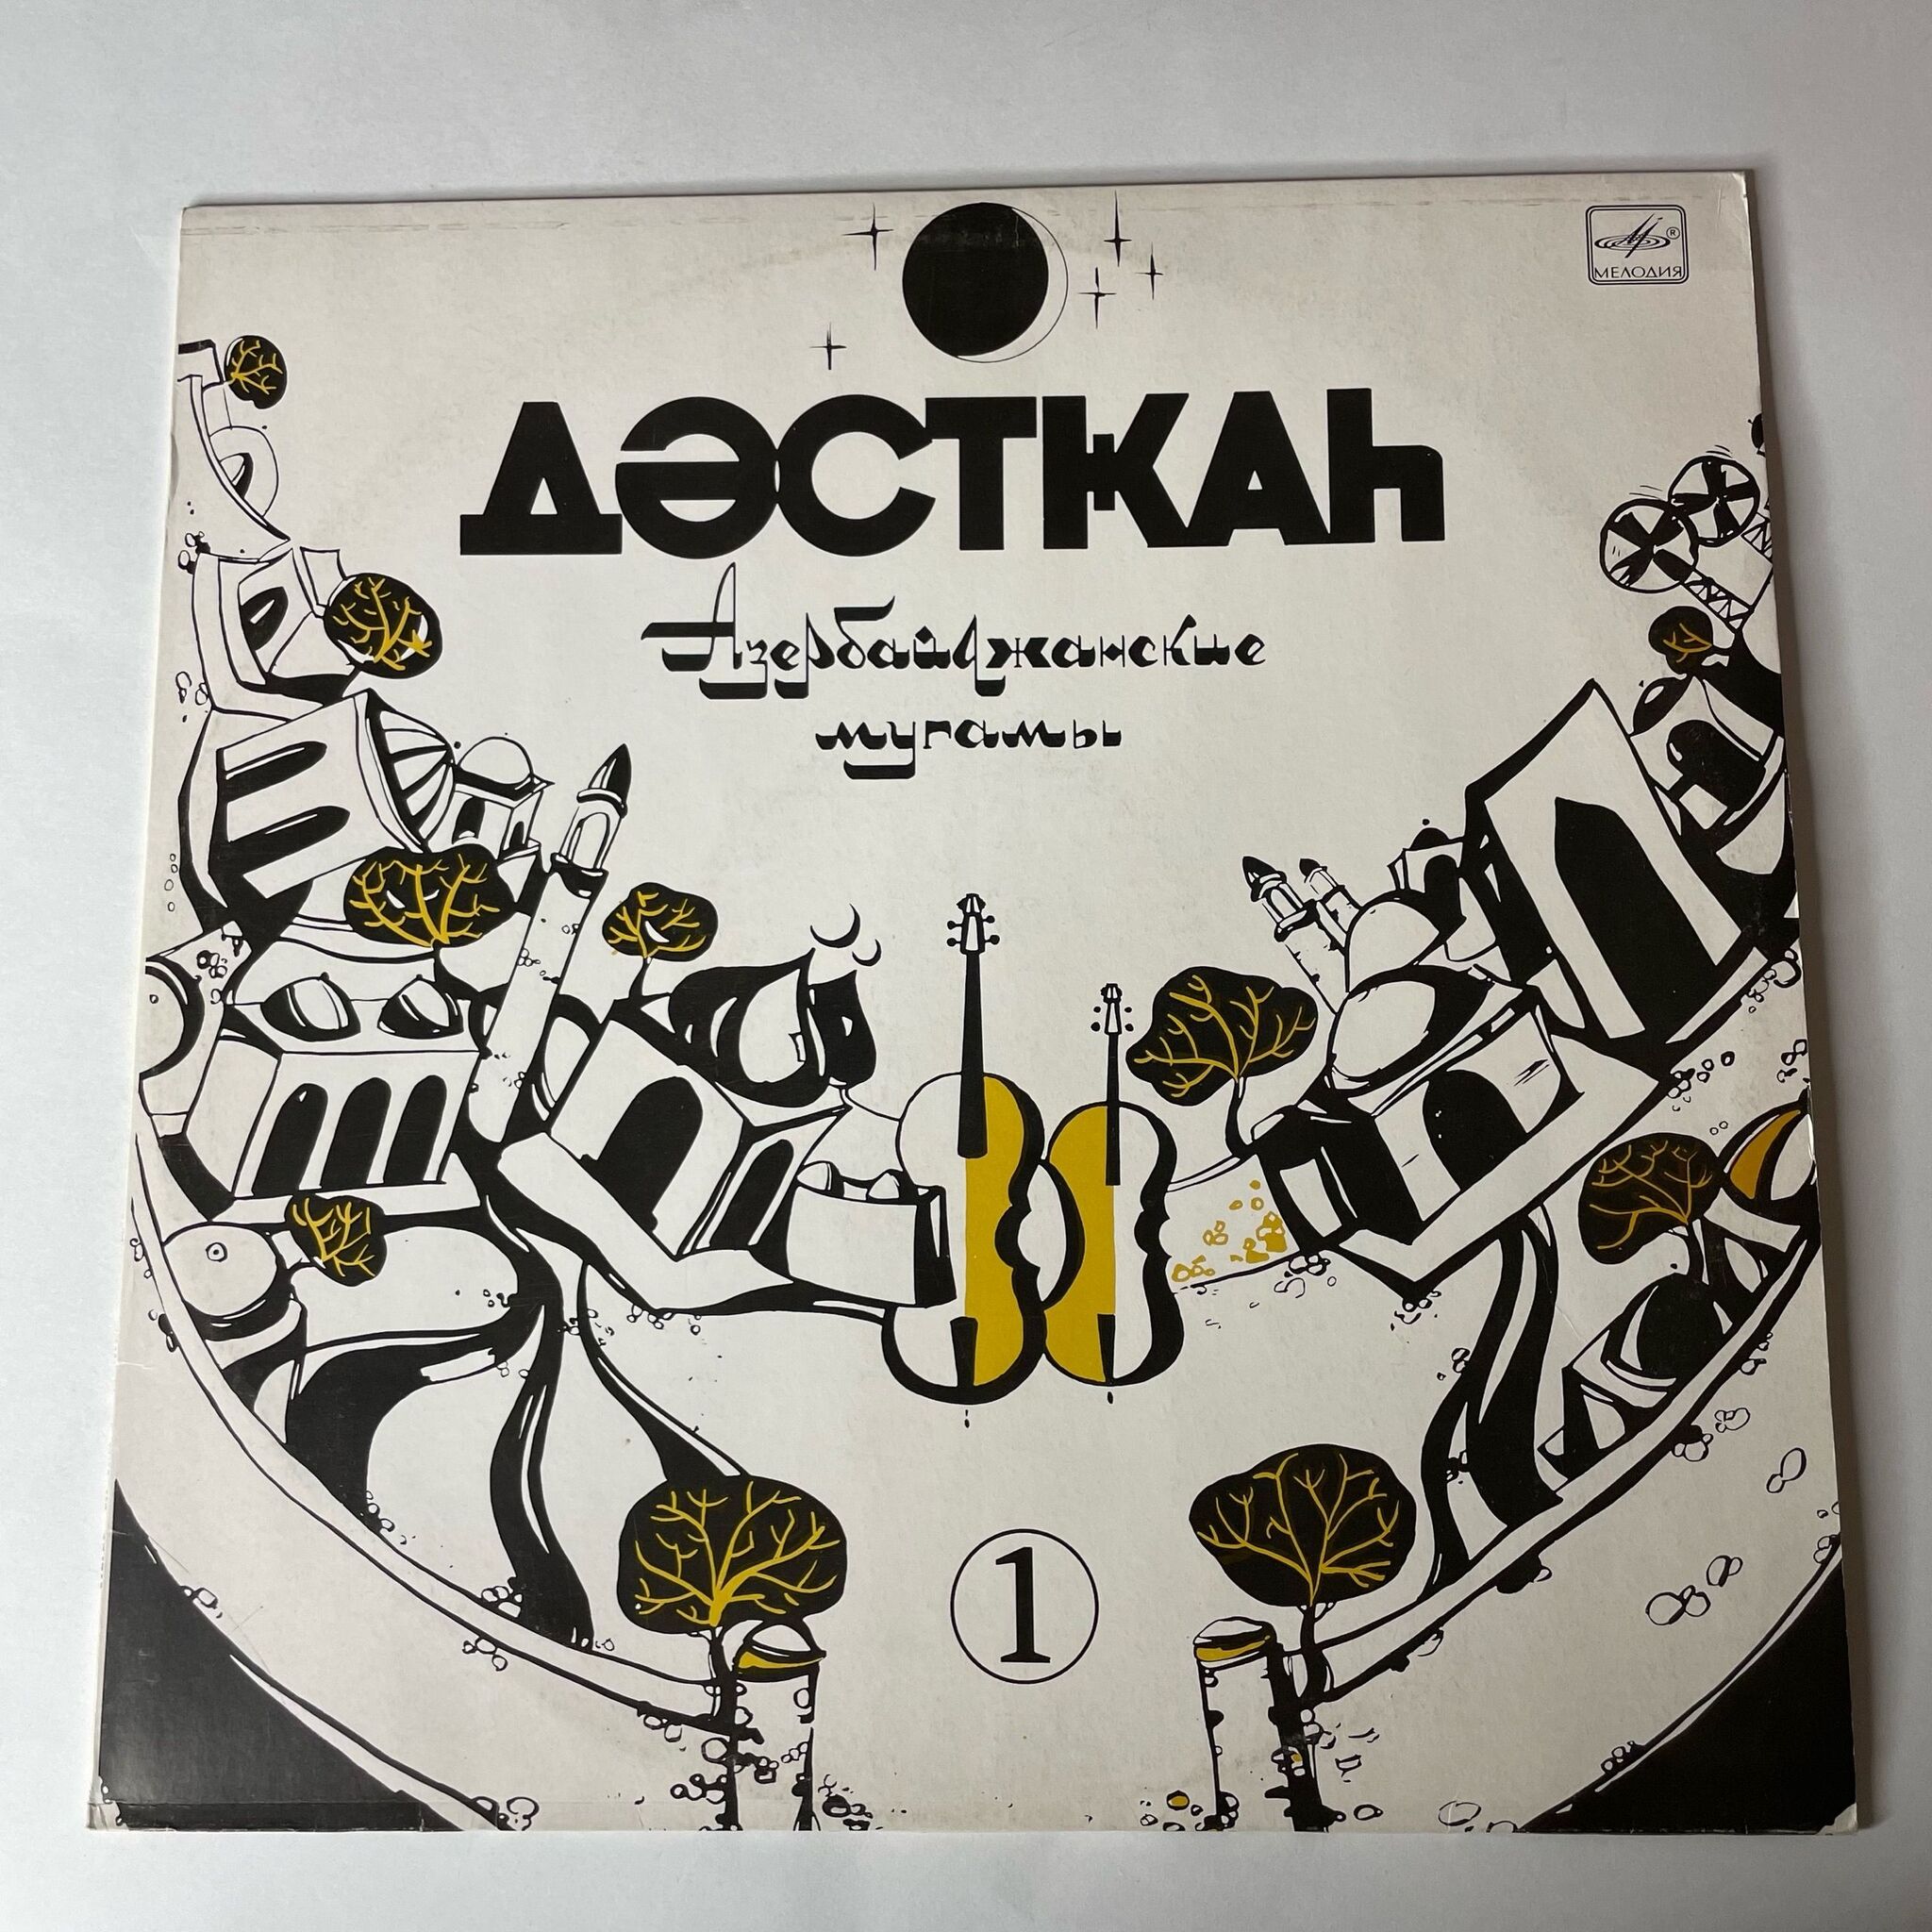 МЕЛОДИЯ
ДӘСТҜАҺ
Азербайджанские
мугамы
1